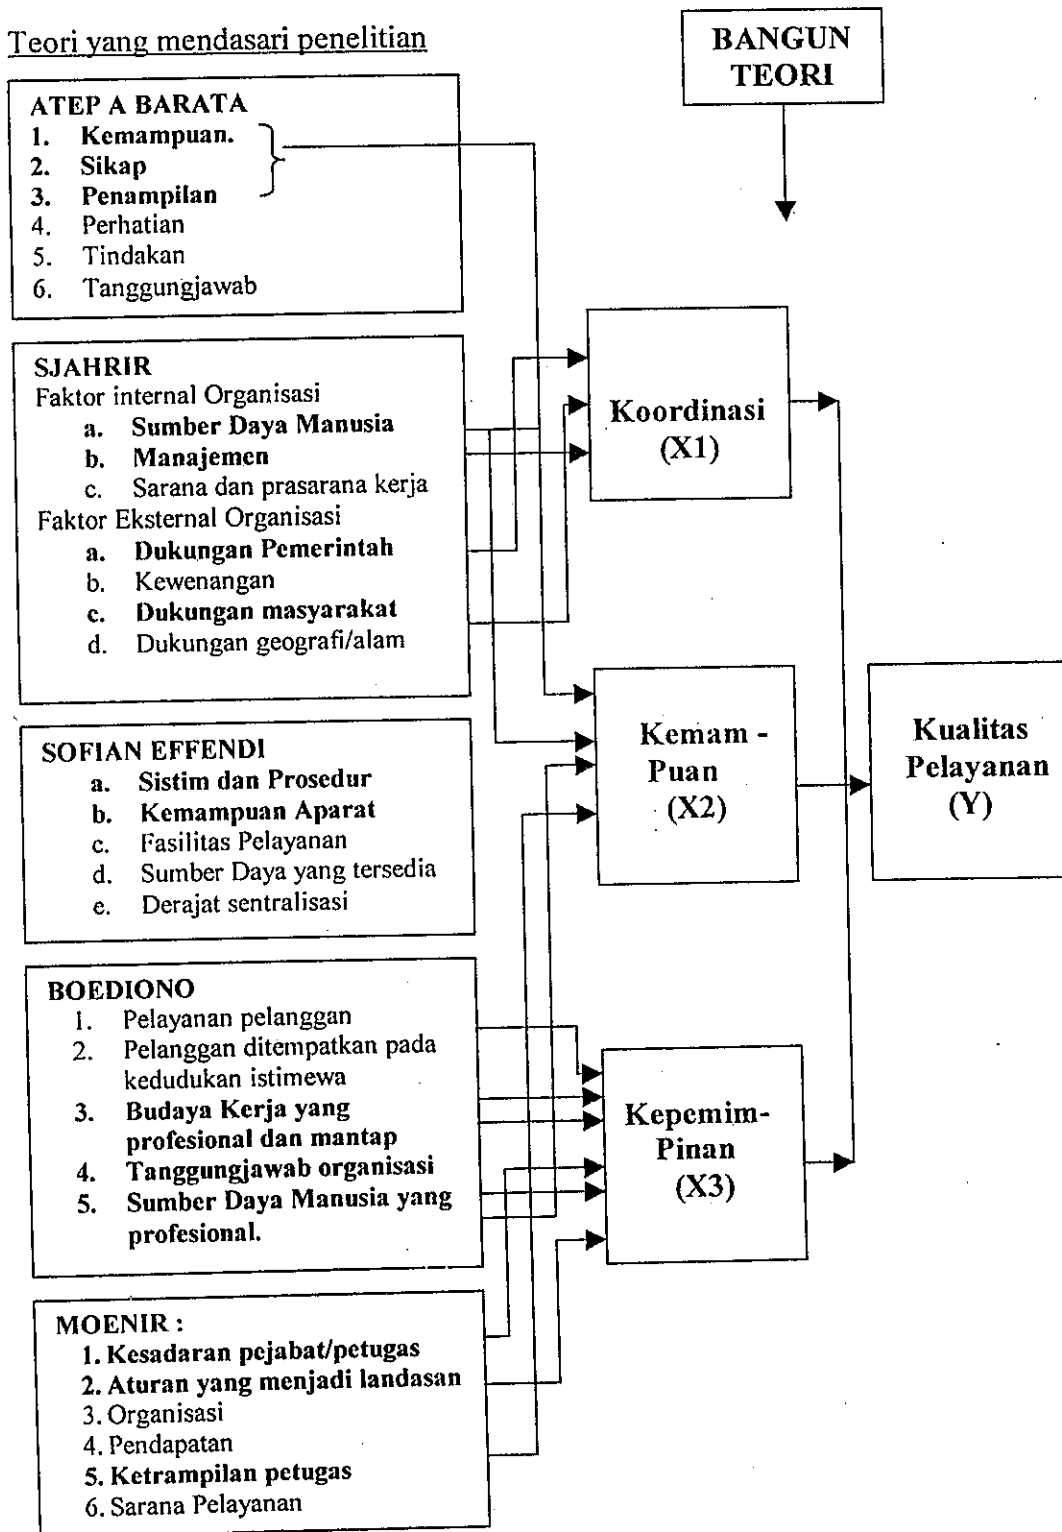 Teori yang mendasari penelitian
BANGUN
TEORI
ATEP A BARATA
1. Kemampuan.
2. Sikap
3. Penampilan
4. Perhatian
5. Tindakan
6. Tanggungjawab
SJAHRIR
Faktor internal Organisasi
a. Sumber Daya Manusia
b. Manajemen
c. Sarana dan prasarana kerja
Faktor Eksternal Organisasi
a. Dukungan Pemerintah
b. Kewenangan
c. Dukungan masyarakat
d. Dukungan geografi/alam
SOFIAN EFFENDI
a. Sistim dan Prosedur
b. Kemampuan Aparat
c. Fasilitas Pelayanan
d. Sumber Daya yang tersedia
e. Derajat sentralisasi
BOEDIONO
1. Pelayanan pelanggan
2. Pelanggan ditempatkan pada
kedudukan istimewa
3. Budaya Kerja yang
profesional dan mantap
4. Tanggungjawab organisasi
5. Sumber Daya Manusia yang
profesional.
MOENIR :
1. Kesadaran pejabat/petugas
2. Aturan yang menjadi landasan
3. Organisasi
4. Pendapatan
5. Ketrampilan petugas
6. Sarana Pelayanan
Koordinasi
(X1)
Kemam -
Puan
(X2)
Kepemim-
Pinan
(X3)
Kualitas
Pelayanan
(Y)